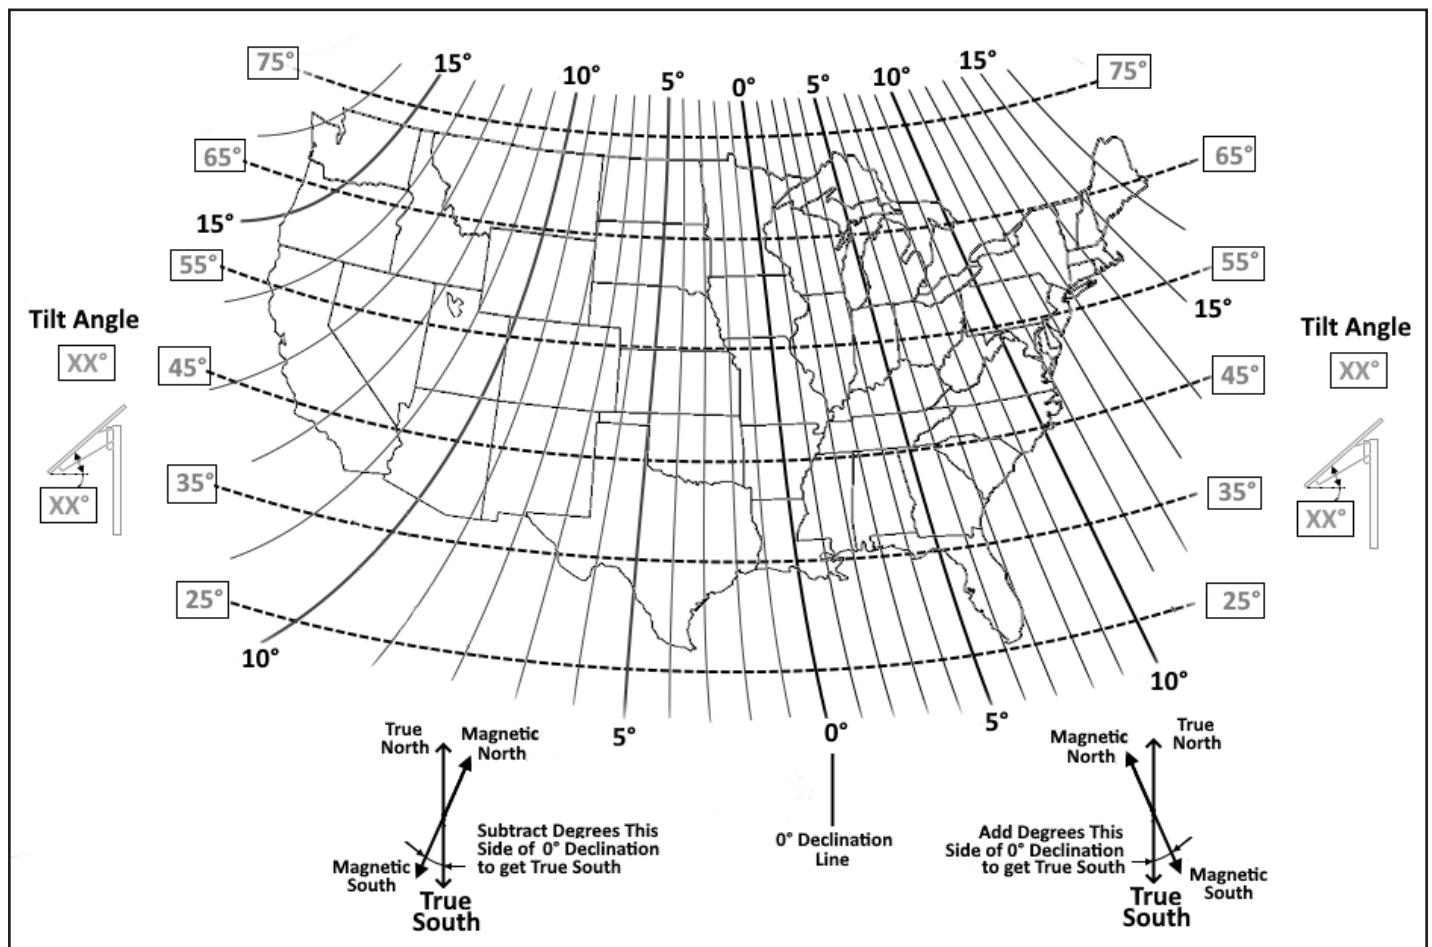 75°
15°
10°
5°
0°
5°
10°
15°
75°
65°
65°
15°
55°
55°
15°
Tilt Angle
XX°
Tilt Angle
XX°
45°
45°
35°
35°
XX°
XX°
25°
25°
10°
10°
5°
0°
5°
True
North
Magnetic
North
Subtract Degrees This
Side of 0° Declination
to get True South
Magnetic
South
True
South
0° Declination
Line
Magnetic
North
True
North
Add Degrees This
Side of 0° Declination
to get True South
Magnetic
South
True
South